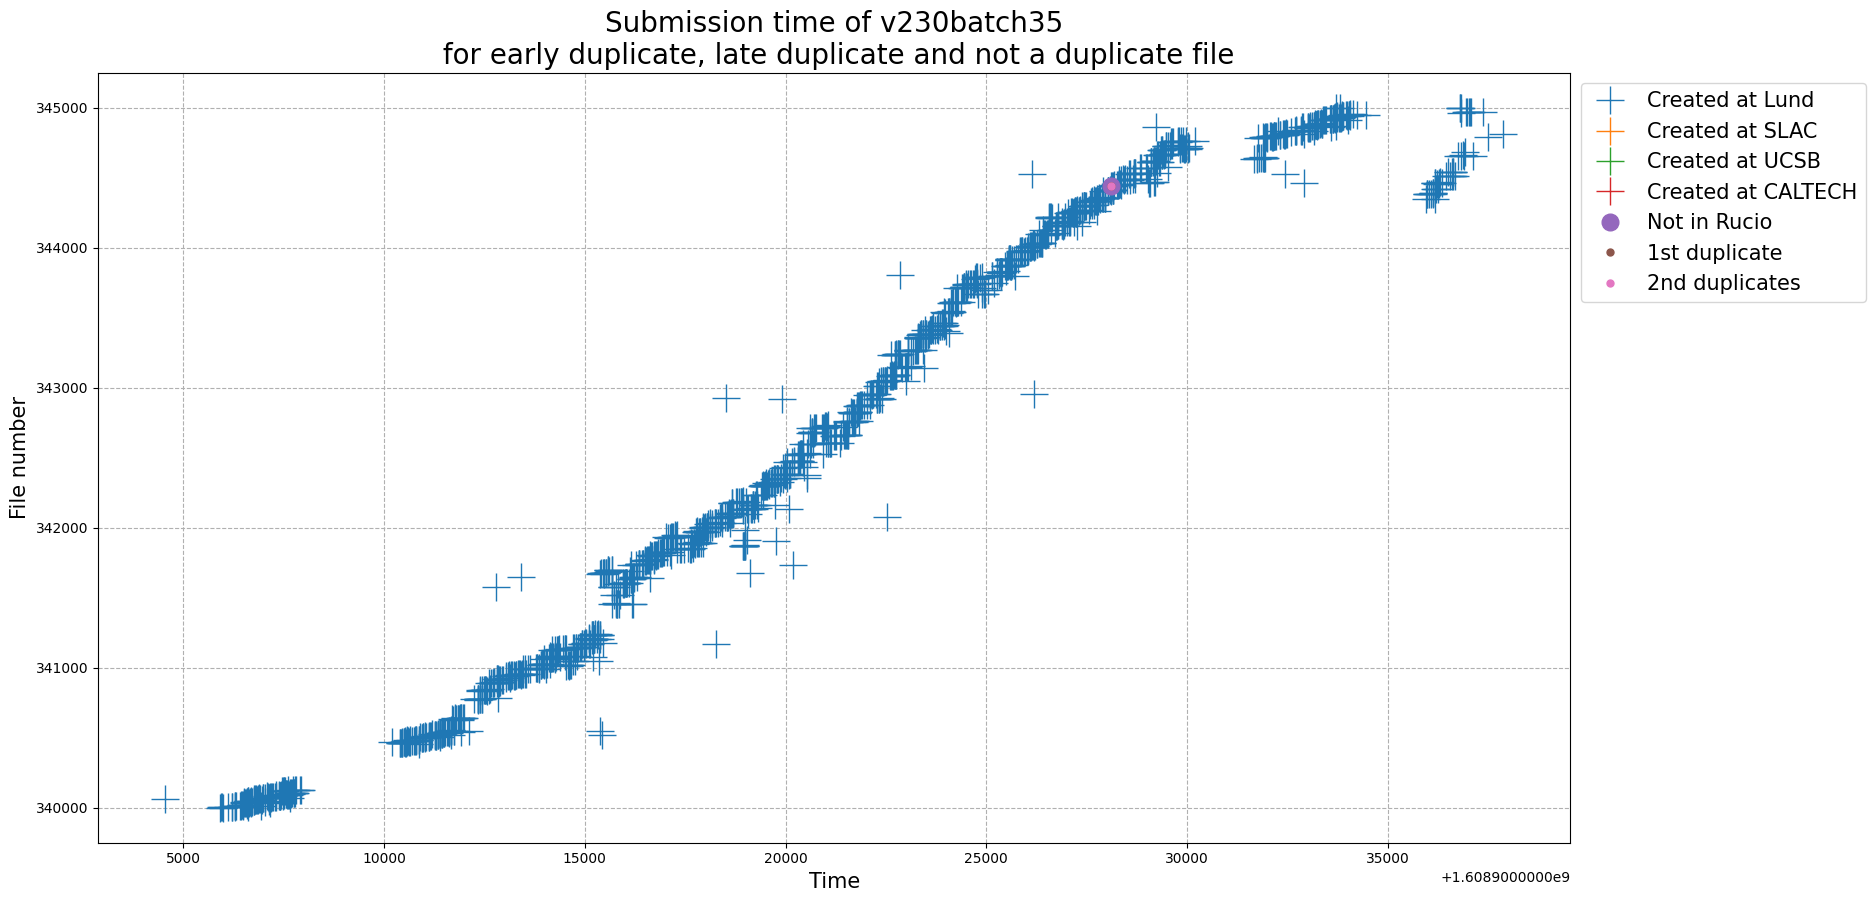 Submission time of v230batch35
for early duplicate, late duplicate and not a duplicate file
345000
344000
343000
342000
341000
340000
File number
5000
10000
15000
20000
25000
30000
35000
Time
+1.6089000000e9
Created at Lund
Created at SLAC
Created at UCSB
Created at CALTECH
Not in Rucio
1st duplicate
2nd duplicates